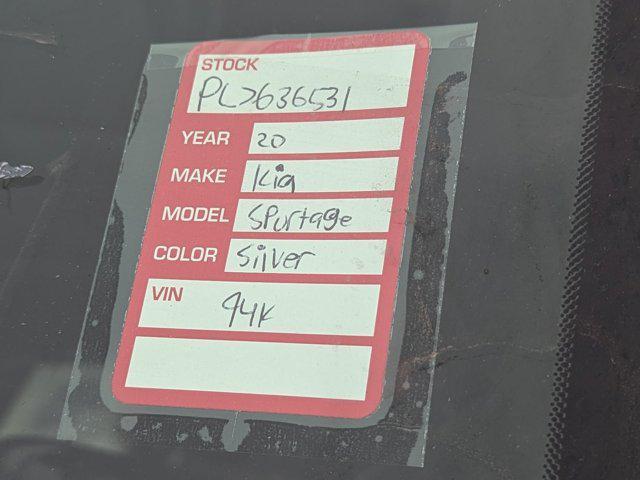 STOCK
PL7636531
YEAR 20
MAKE Kia
MODEL Sportage
COLOR Silver
VIN
94K